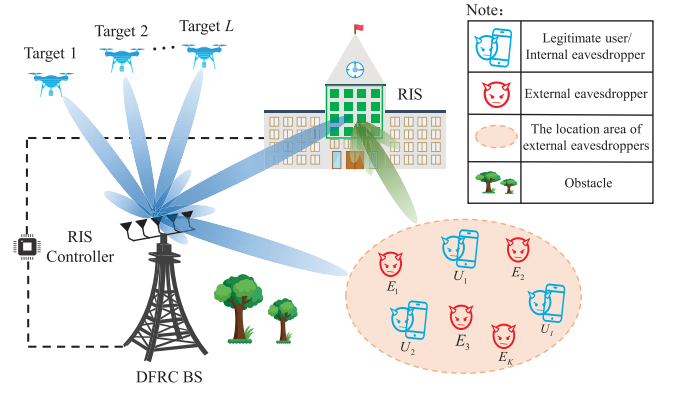 Target 1
Target 2
...
Target L
RIS
RIS
Controller
DFRC BS
E1
U1
E2
U2
E3
EK
UI
Note:
Legitimate user/
Internal eavesdropper
External eavesdropper
The location area of
external eavesdroppers
Obstacle